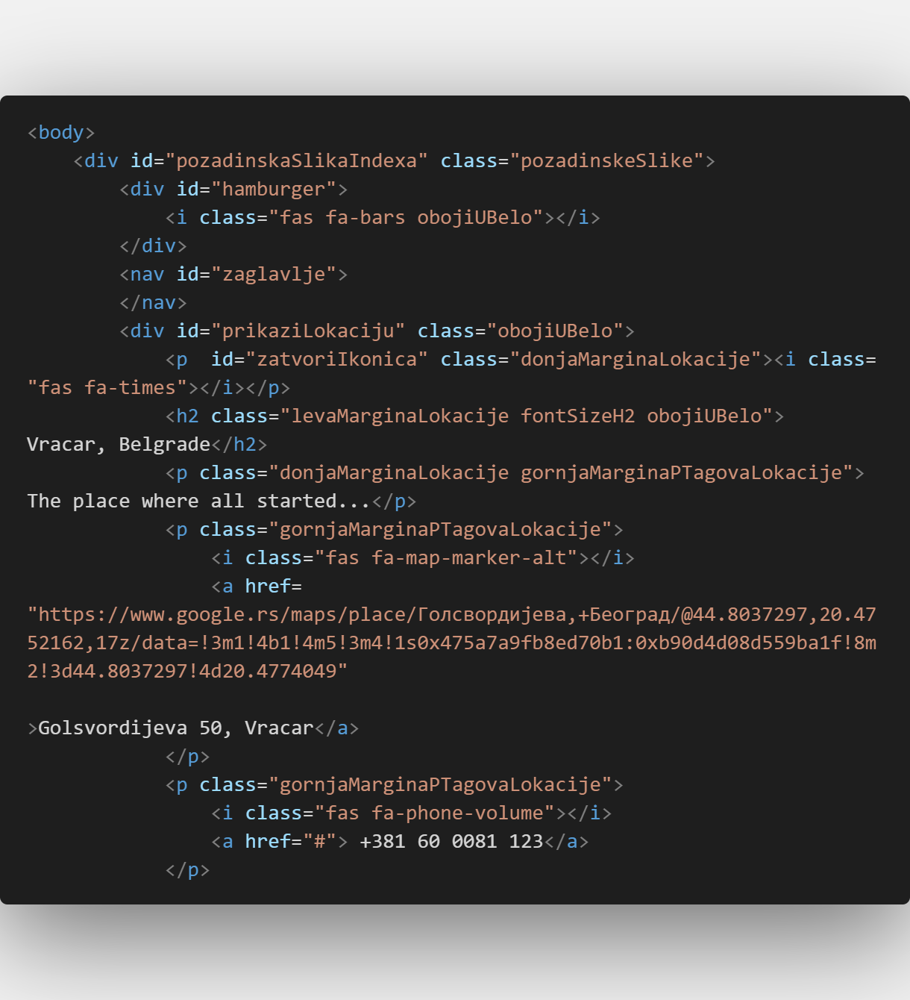 <body>
    <div id="pozadinskaSlikaIndexa" class="pozadinskeSlike">
        <div id="hamburger">
            <i class="fas fa-bars obojiUBelo"></i>
        </div>
        <nav id="zaglavlje">
        </nav>
        <div id="prikaziLokaciju" class="obojiUBelo">
            <p  id="zatvoriIkonica" class="donjaMarginaLokacije"><i class=
"fas fa-times"></i></p>
            <h2 class="levaMarginaLokacije fontSizeH2 obojiUBelo">
Vracar, Belgrade</h2>
            <p class="donjaMarginaLokacije gornjaMarginaPTagovaLokacije">
The place where all started...</p>
            <p class="gornjaMarginaPTagovaLokacije">
                <i class="fas fa-map-marker-alt"></i>
                <a href=
"https://www.google.rs/maps/place/Голсвордијева,+Београд/@44.8037297,20.47
52162,17z/data=!3m1!4b1!4m5!3m4!1s0x475a7a9fb8ed70b1:0xb90d4d08d559ba1f!8m
2!3d44.8037297!4d20.4774049"

>Golsvordijeva 50, Vracar</a>
            </p>
            <p class="gornjaMarginaPTagovaLokacije">
                <i class="fas fa-phone-volume"></i>
                <a href="#"> +381 60 0081 123</a>
            </p>